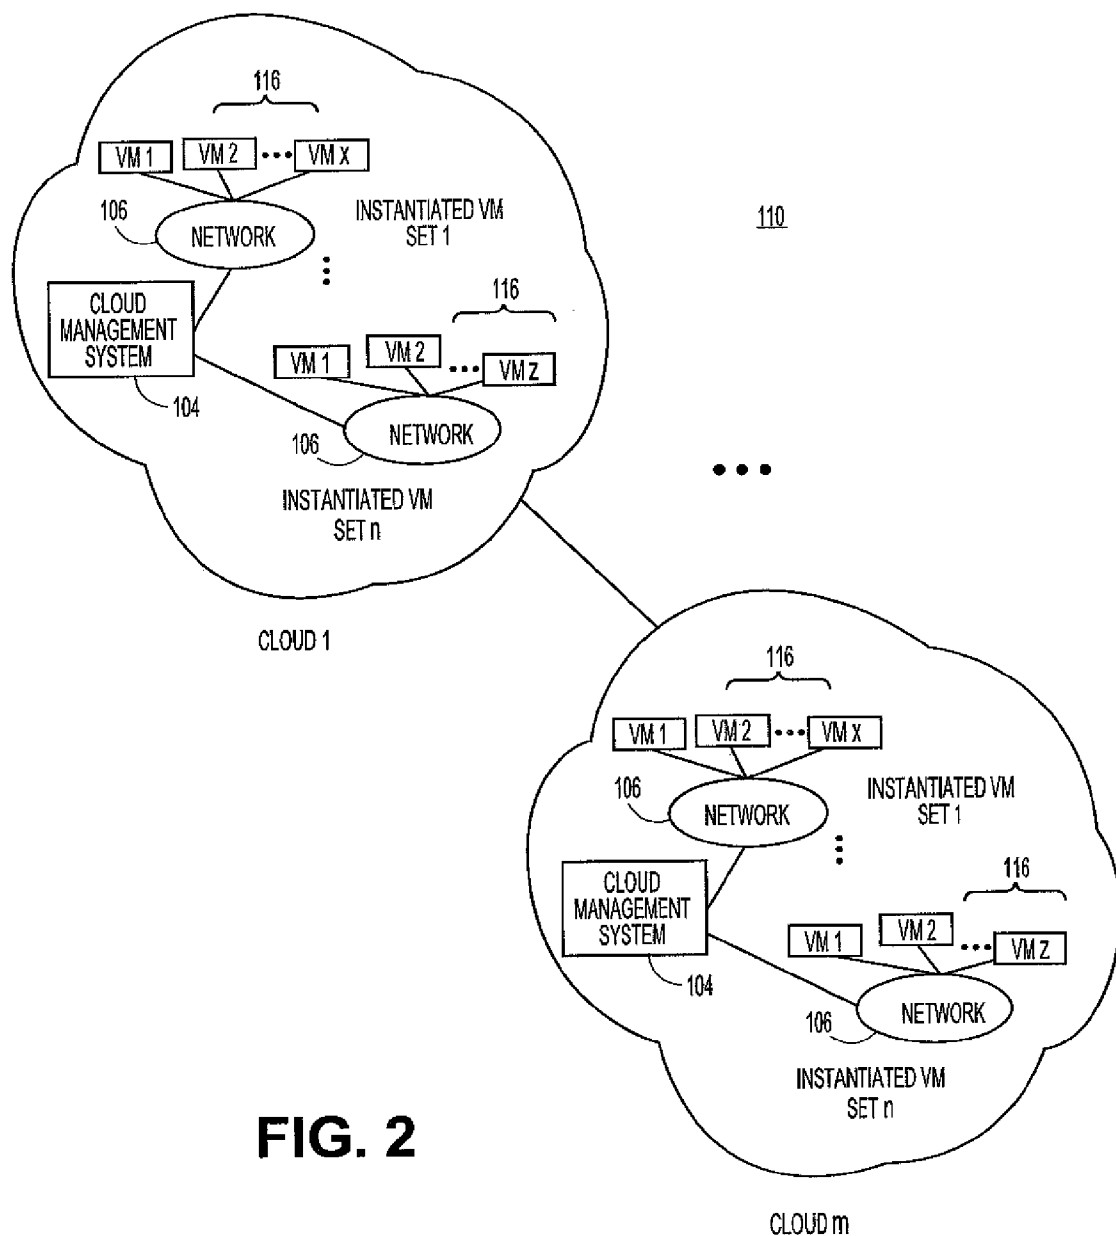 116
VM 1
VM 2
VM X
106
NETWORK
INSTANTIATED VM
SET 1
110
CLOUD
MANAGEMENT
SYSTEM
104
116
VM 1
VM 2
VM Z
106
NETWORK
INSTANTIATED VM
SET n
CLOUD 1
116
VM 1
VM 2
VM X
106
NETWORK
INSTANTIATED VM
SET 1
CLOUD
MANAGEMENT
SYSTEM
104
116
VM 1
VM 2
VM Z
106
NETWORK
INSTANTIATED VM
SET n
FIG. 2
CLOUD m